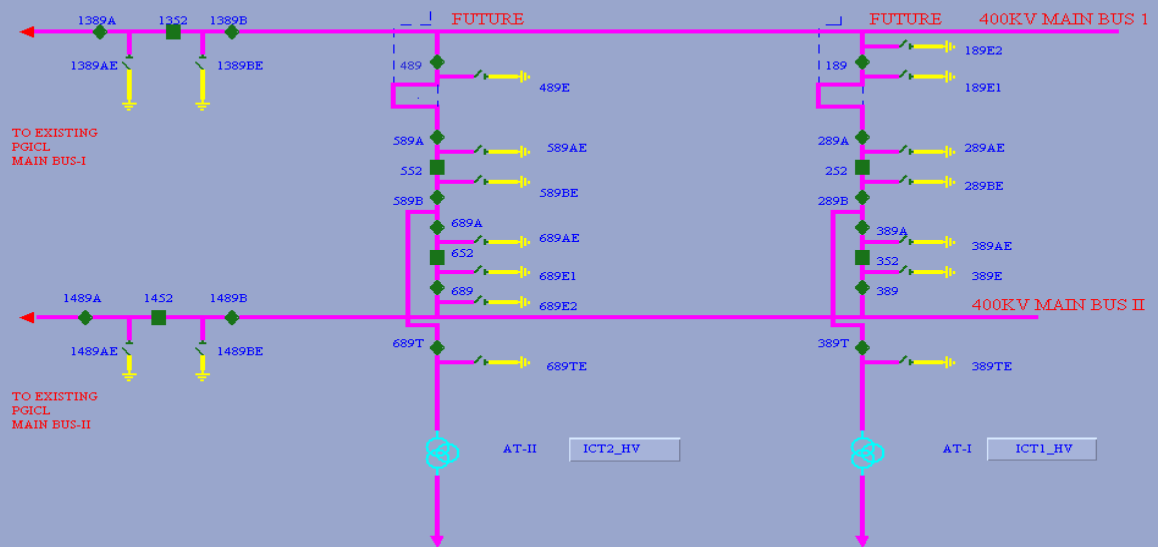 1389A 1352 1389B FUTURE FUTURE 400KV MAIN BUS 1
189E2
1389AE 1389BE 489 189
489E 189E1
TO EXISTING
PGICL
MAIN BUS-I
589A 589AE 289A 289AE
552 252
589BE 289BE
589B 289B
689A 389A
689AE 389AE
652 352
689E1 389E
689 389
1489A 1452 1489B 689E2 400KV MAIN BUS II
1489AE 1489BE 689T 389T
689TE 389TE
TO EXISTING
PGICL
MAIN BUS-II
AT-II ICT2_HV AT-I ICT1_HV